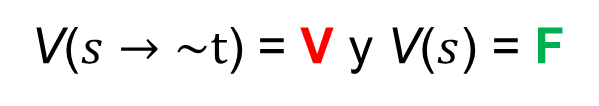 V(s → ~t) = V y V(s) = F